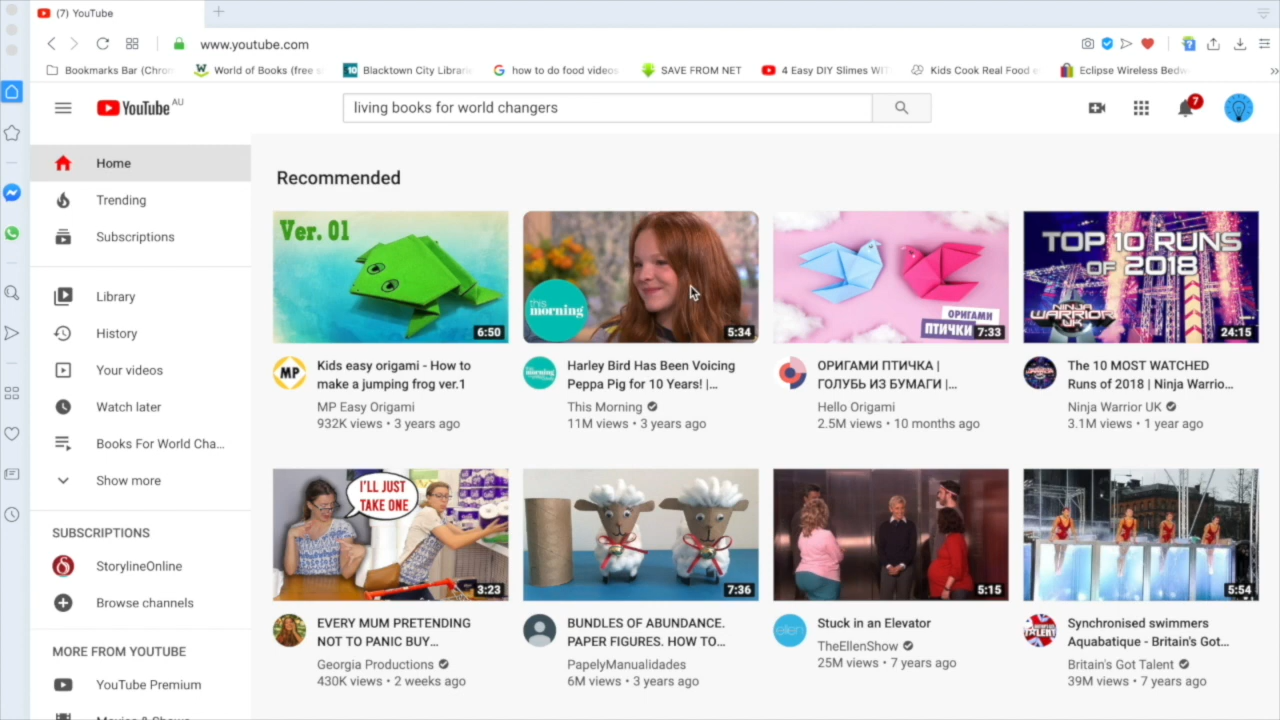 (7) YouTube
www.youtube.com
Bookmarks Bar (Chron
World of Books (free s
10 Blacktown City Librari
how to do food videos
SAVE FROM NET
4 Easy DIY Slimes WIT
Kids Cook Real Food e
Eclipse Wireless Bedw
YouTube AU
living books for world changers
7
Home
Trending
Subscriptions
Library
History
Your videos
Watch later
Books For World Cha...
Show more
SUBSCRIPTIONS
StorylineOnline
Browse channels
MORE FROM YOUTUBE
YouTube Premium
Recommended
Ver. 01
6:50
MP
Kids easy origami - How to
make a jumping frog ver.1
MP Easy Origami
932K views • 3 years ago
this
morning
5:34
Harley Bird Has Been Voicing
Peppa Pig for 10 Years! |...
This Morning
11M views • 3 years ago
ОРИГАМИ
ПТИЧКИ
7:33
ОРИГАМИ ПТИЧКА |
ГОЛУБЬ ИЗ БУМАГИ |...
Hello Origami
2.5M views • 10 months ago
TOP 10 RUNS
OF 2018
NINJA
WARRIOR
UK
24:15
The 10 MOST WATCHED
Runs of 2018 | Ninja Warrio...
Ninja Warrior UK
3.1M views • 1 year ago
I'LL JUST
TAKE ONE
3:23
EVERY MUM PRETENDING
NOT TO PANIC BUY...
Georgia Productions
430K views • 2 weeks ago
7:36
BUNDLES OF ABUNDANCE.
PAPER FIGURES. HOW TO...
PapelyManualidades
6M views • 3 years ago
5:15
ellen
Stuck in an Elevator
TheEllenShow
25M views • 7 years ago
5:54
TALENT
Synchronised swimmers
Aquabatique - Britain's Got...
Britain's Got Talent
39M views • 7 years ago